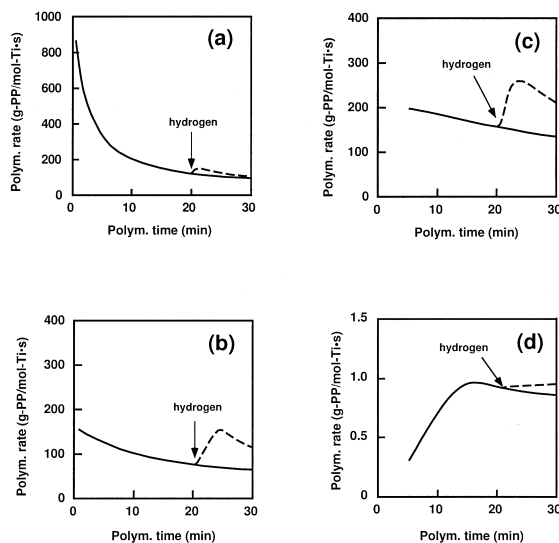 1000
800
600
400
200
0
0 10 20 30
(a)
hydrogen
Polym. rate (g-PP/mol-Ti•s)
Polym. time (min)
400
300
200
100
0
0 10 20 30
(c)
hydrogen
Polym. rate (g-PP/mol-Ti•s)
Polym. time (min)
400
300
200
100
0
0 10 20 30
(b)
hydrogen
Polym. rate (g-PP/mol-Ti•s)
Polym. time (min)
1.5
1.0
0.5
0
0 10 20 30
(d)
hydrogen
Polym. rate (g-PP/mol-Ti•s)
Polym. time (min)